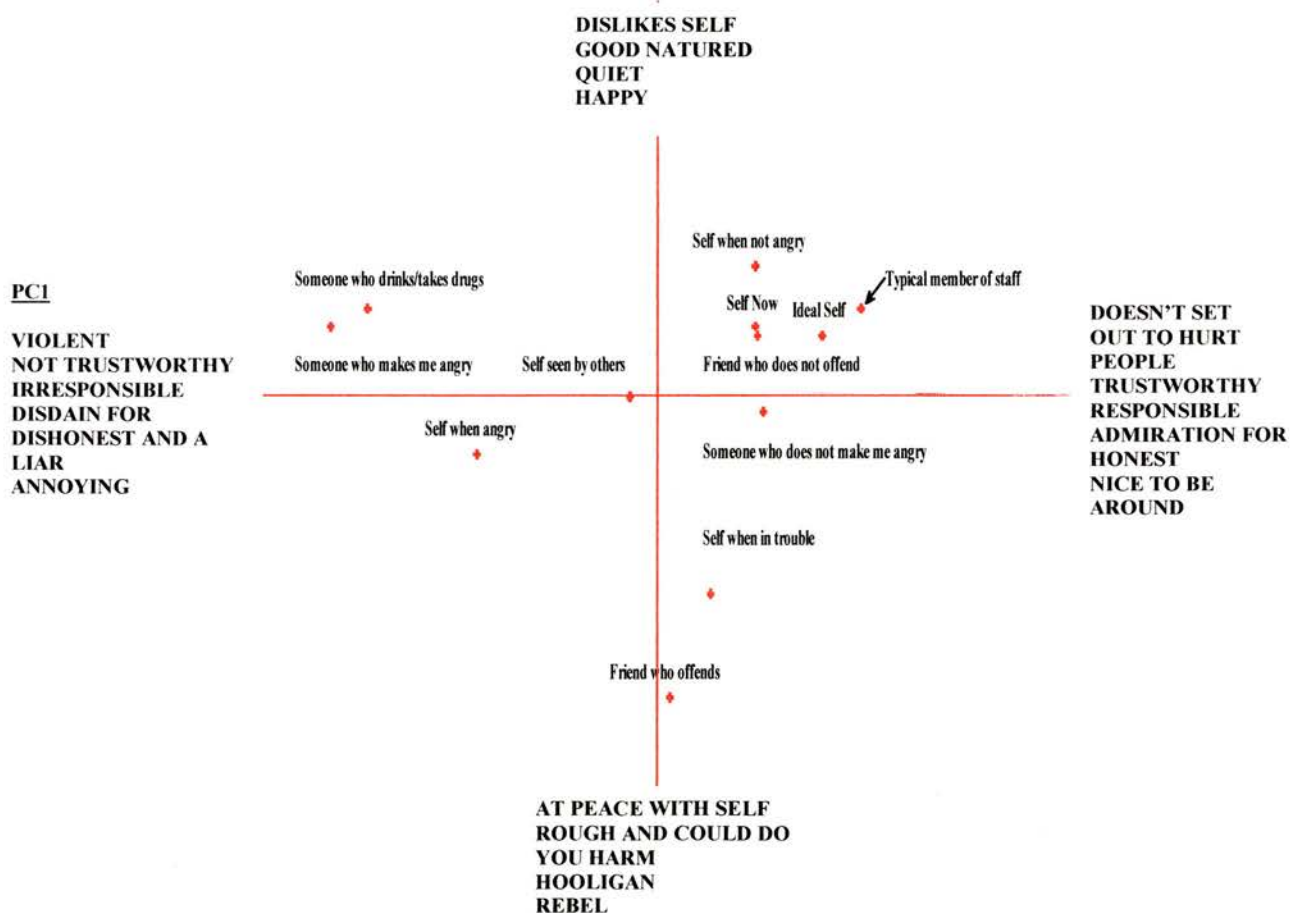 DISLIKES SELF
GOOD NATURED
QUIET
HAPPY
Self when not angry
Someone who drinks/takes drugs
Typical member of staff
Self Now
Ideal Self
PC1
VIOLENT
NOT TRUSTWORTHY
IRRESPONSIBLE
DISDAIN FOR
DISHONEST AND A
LIAR
ANNOYING
Someone who makes me angry
Self seen by others
Friend who does not offend
DOESN'T SET
OUT TO HURT
PEOPLE
TRUSTWORTHY
RESPONSIBLE
ADMIRATION FOR
HONEST
NICE TO BE
AROUND
Self when angry
Someone who does not make me angry
Self when in trouble
Friend who offends
AT PEACE WITH SELF
ROUGH AND COULD DO
YOU HARM
HOOLIGAN
REBEL